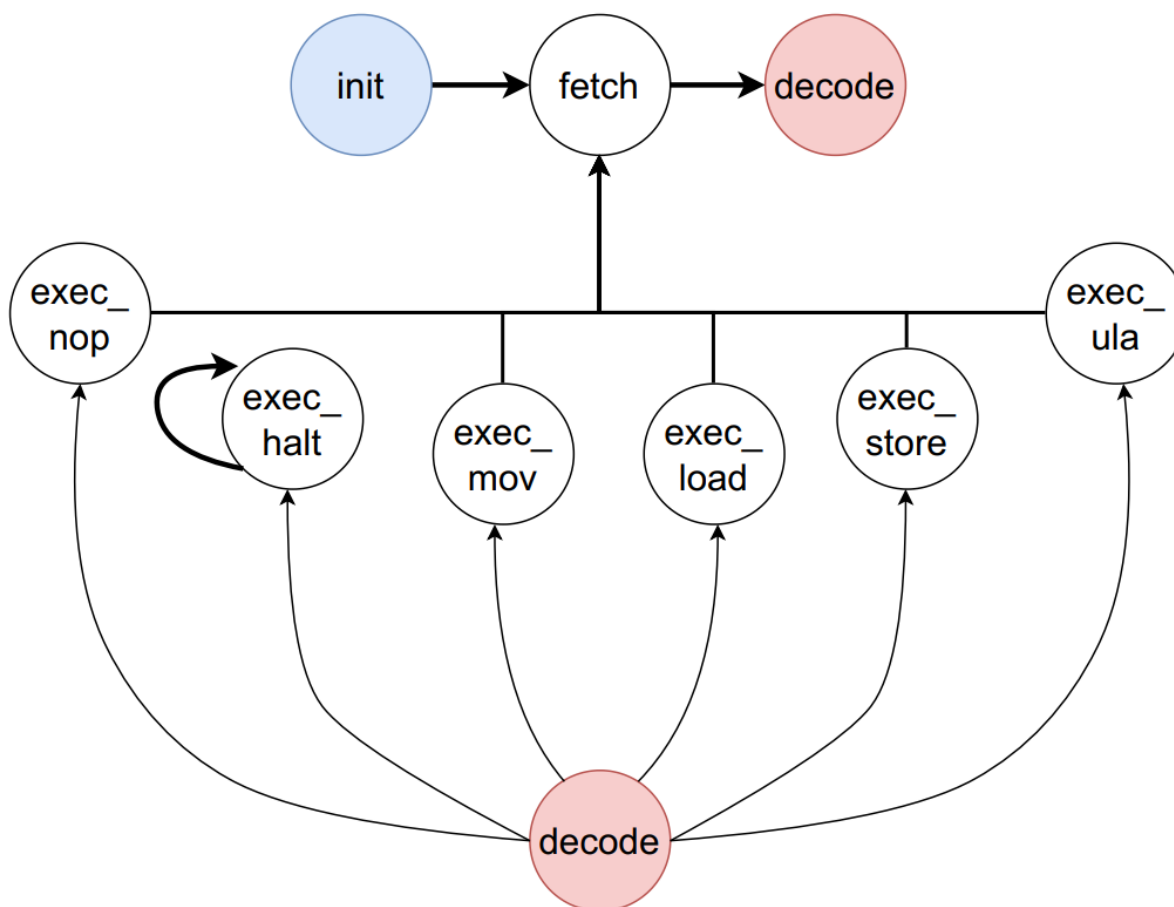 init
fetch
decode
exec_
nop
exec_
halt
exec_
mov
exec_
load
exec_
store
exec_
ula
decode